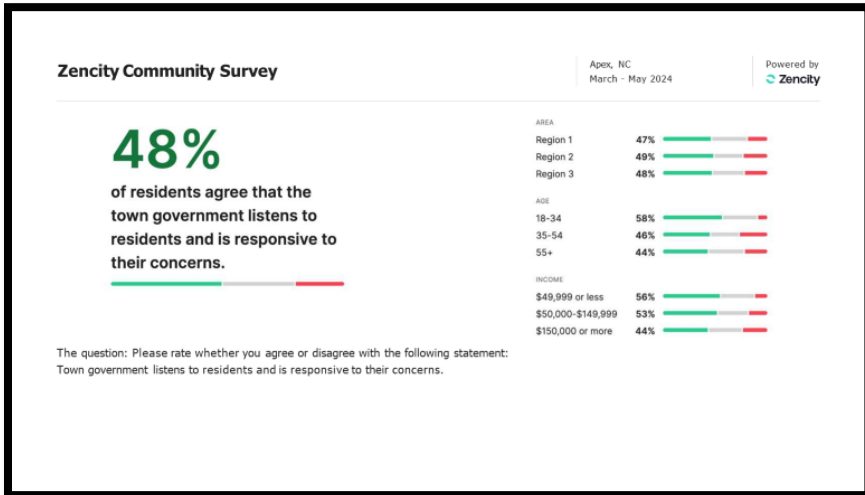 Zencity Community Survey
Apex, NC
March - May 2024
Powered by
Zencity
48%
of residents agree that the
town government listens to
residents and is responsive to
their concerns.
AREA
Region 1 47%
Region 2 49%
Region 3 48%
AGE
18-34 58%
35-54 46%
55+ 44%
INCOME
$49,999 or less 56%
$50,000-$149,999 53%
$150,000 or more 44%
The question: Please rate whether you agree or disagree with the following statement:
Town government listens to residents and is responsive to their concerns.